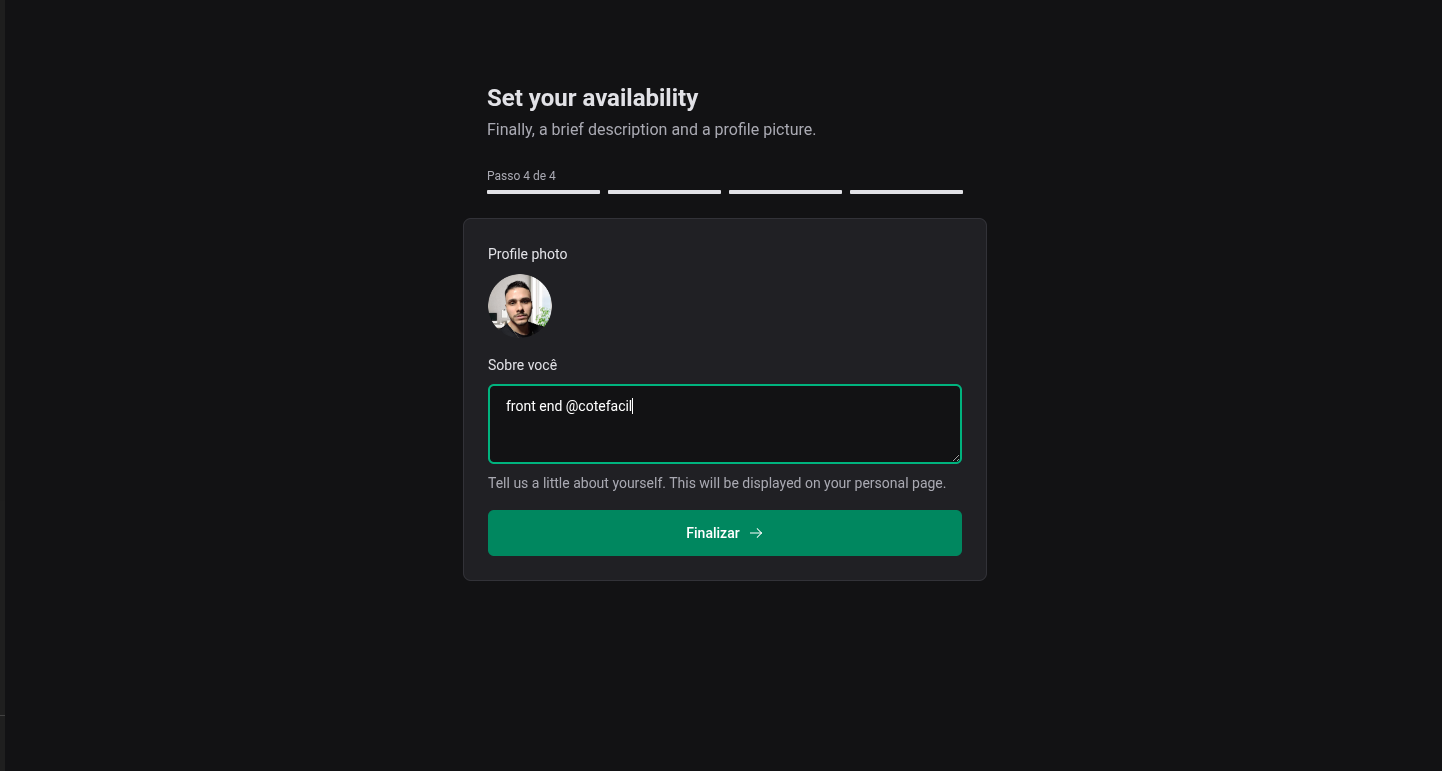 Set your availability
Finally, a brief description and a profile picture.
Passo 4 de 4
Profile photo
Sobre você
front end @cotefacil
Tell us a little about yourself. This will be displayed on your personal page.
Finalizar →